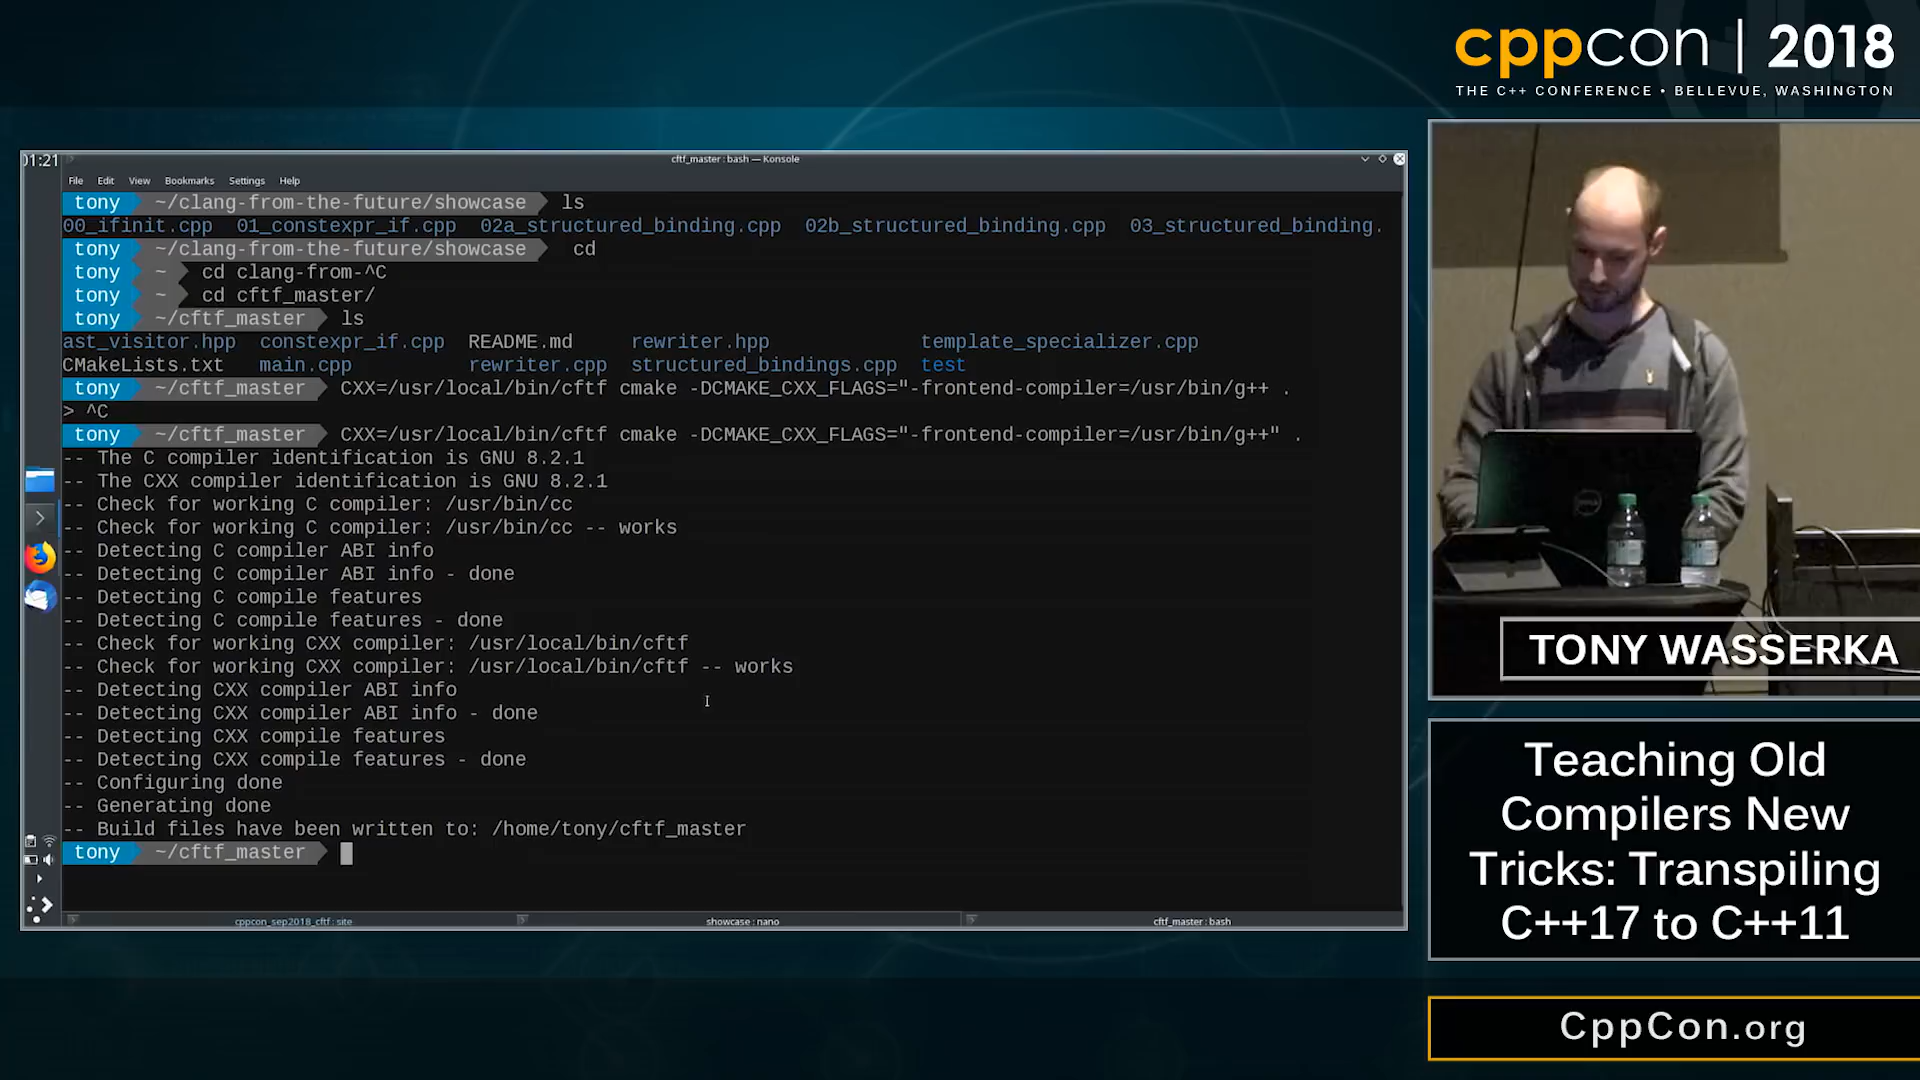 cppcon | 2018
THE C++ CONFERENCE • BELLEVUE, WASHINGTON
01:21
cftf_master : bash — Konsole
File Edit View Bookmarks Settings Help
tony ~/clang-from-the-future/showcase ls
00_ifinit.cpp 01_constexpr_if.cpp 02a_structured_binding.cpp 02b_structured_binding.cpp 03_structured_binding.
tony ~/clang-from-the-future/showcase cd
tony ~ cd clang-from-^C
tony ~ cd cftf_master/
tony ~/cftf_master ls
ast_visitor.hpp constexpr_if.cpp README.md rewriter.hpp template_specializer.cpp
CMakeLists.txt main.cpp rewriter.cpp structured_bindings.cpp test
tony ~/cftf_master CXX=/usr/local/bin/cftf cmake -DCMAKE_CXX_FLAGS="-frontend-compiler=/usr/bin/g++ .
> ^C
tony ~/cftf_master CXX=/usr/local/bin/cftf cmake -DCMAKE_CXX_FLAGS="-frontend-compiler=/usr/bin/g++" .
-- The C compiler identification is GNU 8.2.1
-- The CXX compiler identification is GNU 8.2.1
-- Check for working C compiler: /usr/bin/cc
-- Check for working C compiler: /usr/bin/cc -- works
-- Detecting C compiler ABI info
-- Detecting C compiler ABI info - done
-- Detecting C compile features
-- Detecting C compile features - done
-- Check for working CXX compiler: /usr/local/bin/cftf
-- Check for working CXX compiler: /usr/local/bin/cftf -- works
-- Detecting CXX compiler ABI info
-- Detecting CXX compiler ABI info - done
-- Detecting CXX compile features
-- Detecting CXX compile features - done
-- Configuring done
-- Generating done
-- Build files have been written to: /home/tony/cftf_master
tony ~/cftf_master
cppcon_sep2018_cftf : site
showcase : nano
cftf_master : bash
DELL
TONY WASSERKA
Teaching Old
Compilers New
Tricks: Transpiling
C++17 to C++11
CppCon.org